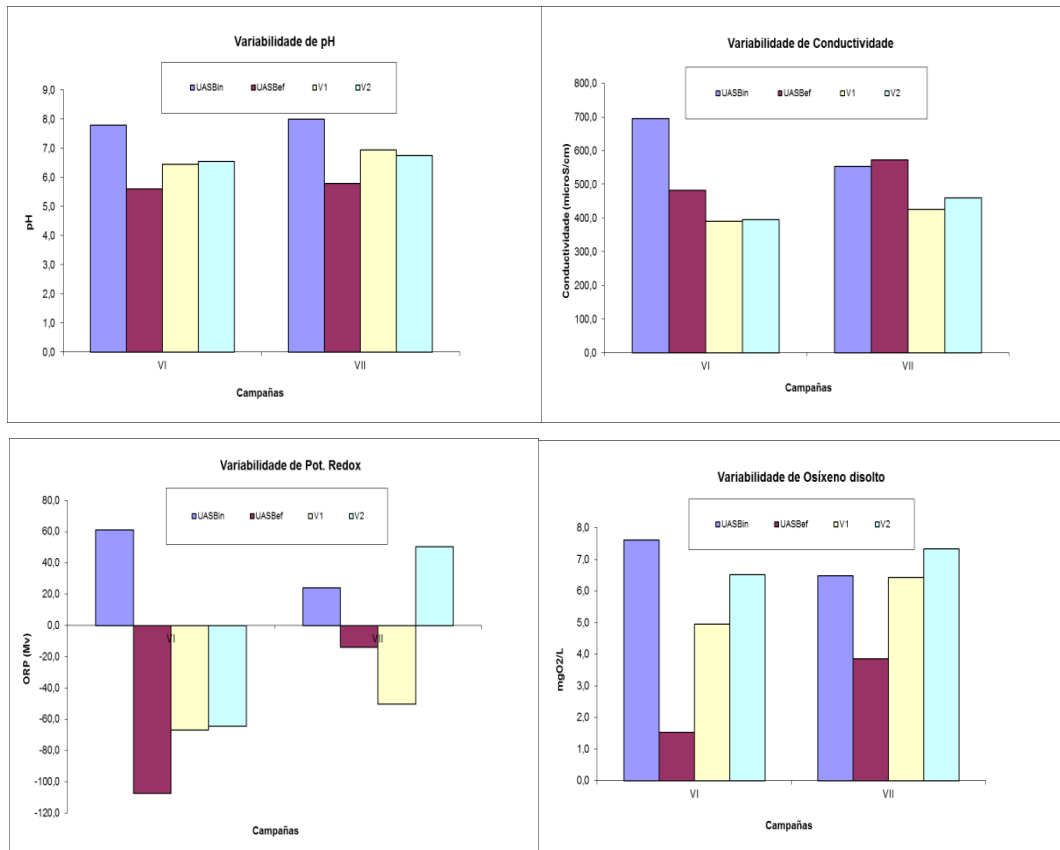 Variabilidade de pH
UASBin UASBef V1 V2
9,0
8,0
7,0
6,0
5,0
4,0
3,0
2,0
1,0
0,0
pH
VI VII
Campañas
Variabilidade de Conductividade
UASBin UASBef V1 V2
800,0
700,0
600,0
500,0
400,0
300,0
200,0
100,0
0,0
Conductividade (microS/cm)
VI VII
Campañas
Variabilidade de Pot. Redox
UASBin UASBef V1 V2
80,0
60,0
40,0
20,0
0,0
-20,0
-40,0
-60,0
-80,0
-100,0
-120,0
ORP (Mv)
VI VII
Campañas
Variabilidade de Osíxeno disolto
UASBin UASBef V1 V2
8,0
7,0
6,0
5,0
4,0
3,0
2,0
1,0
0,0
mgO2/L
VI VII
Campañas